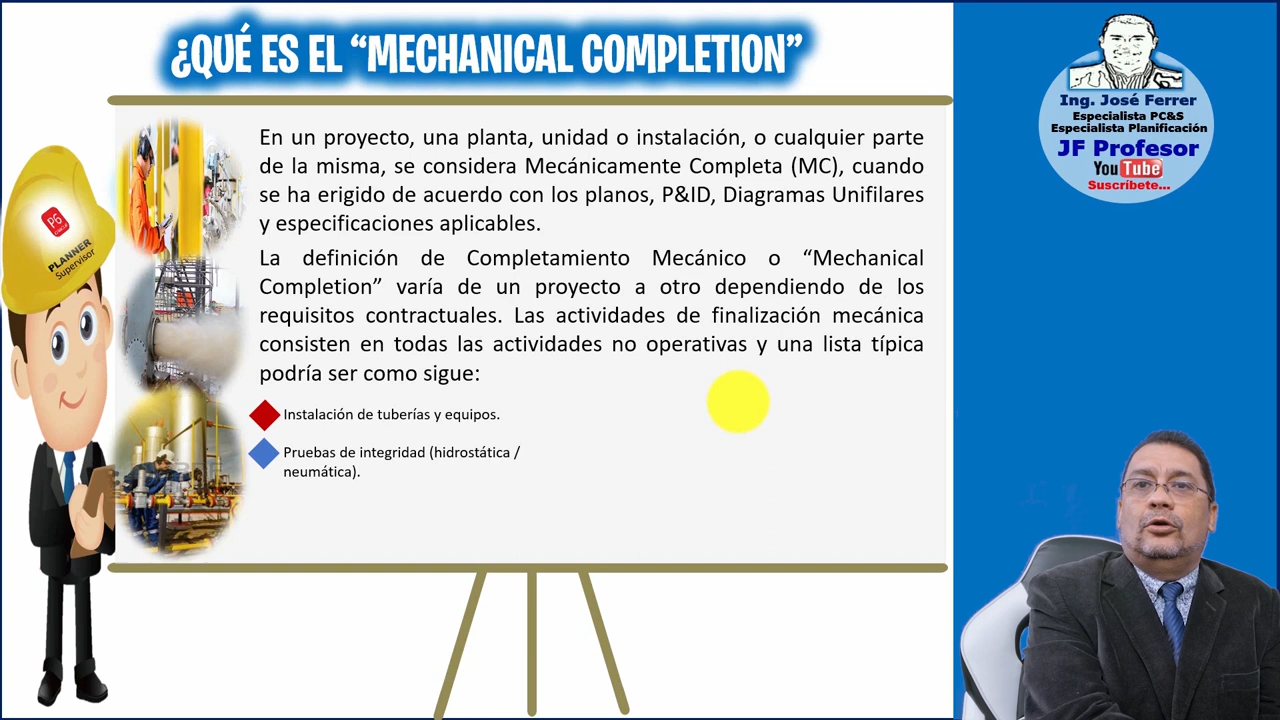 ¿QUÉ ES EL “MECHANICAL COMPLETION”
En un proyecto, una planta, unidad o instalación, o cualquier parte
de la misma, se considera Mecánicamente Completa (MC), cuando
se ha erigido de acuerdo con los planos, P&ID, Diagramas Unifilares
y especificaciones aplicables.
La definición de Completamiento Mecánico o “Mechanical
Completion” varía de un proyecto a otro dependiendo de los
requisitos contractuales. Las actividades de finalización mecánica
consisten en todas las actividades no operativas y una lista típica
podría ser como sigue:
Instalación de tuberías y equipos.
Pruebas de integridad (hidrostática /
neumática).
P6
PLANNER
Supervisor
Ing. José Ferrer
Especialista PC&S
Especialista Planificación
JF Profesor
YouTube
Suscríbete...